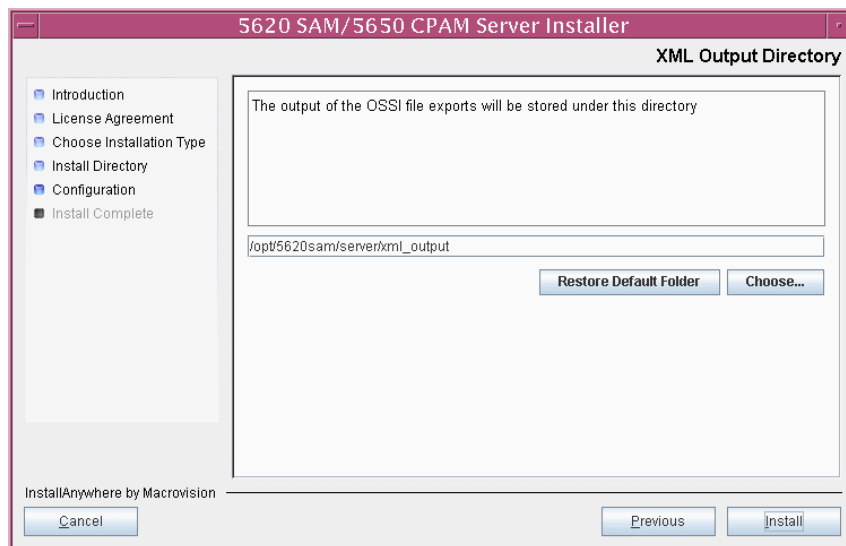 5620 SAM/5650 CPAM Server Installer
XML Output Directory
Introduction
License Agreement
Choose Installation Type
Install Directory
Configuration
Install Complete
The output of the OSSI file exports will be stored under this directory
/opt/5620sam/server/xml_output
Restore Default Folder
Choose...
InstallAnywhere by Macrovision
Cancel
Previous
Install